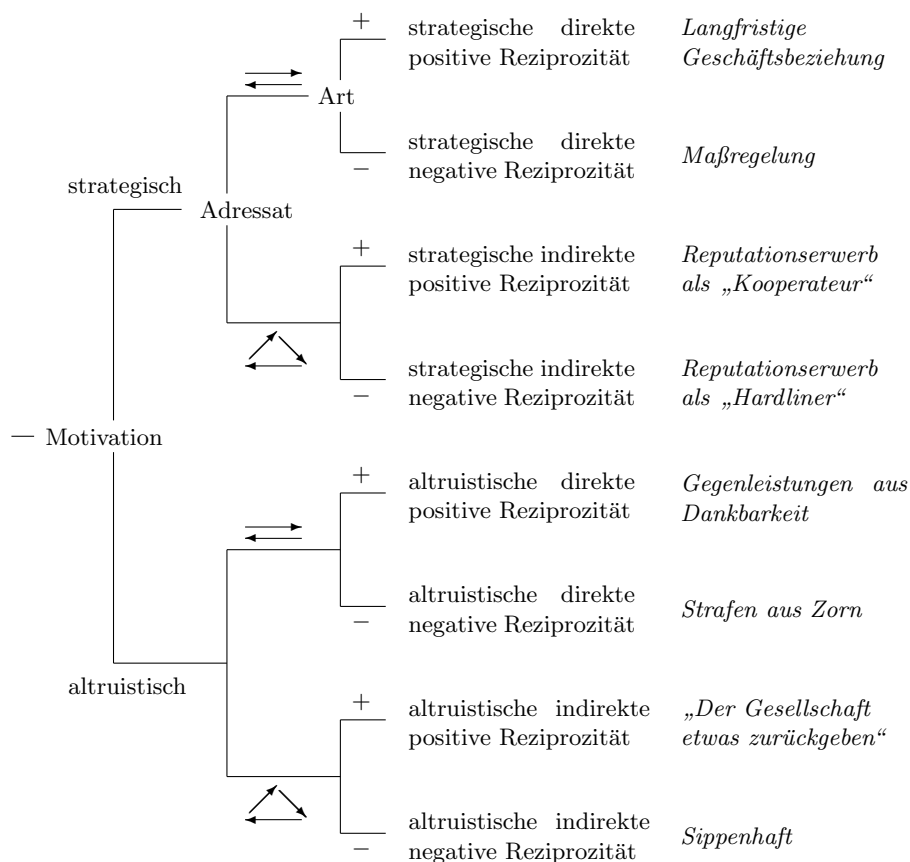 +
strategische direkte
positive Reziprozität
Langfristige
Geschäftsbeziehung
Art
strategische direkte
negative Reziprozität
Maßregelung
−
strategisch
Adressat
+
strategische indirekte
positive Reziprozität
Reputationserwerb
als „Kooperateur“
strategische indirekte
negative Reziprozität
Reputationserwerb
als „Hardliner“
−
— Motivation
+
altruistische direkte
positive Reziprozität
Gegenleistungen aus
Dankbarkeit
altruistische direkte
negative Reziprozität
Strafen aus Zorn
−
altruistisch
+
altruistische indirekte
positive Reziprozität
„Der Gesellschaft
etwas zurückgeben“
altruistische indirekte
negative Reziprozität
Sippenhaft
−